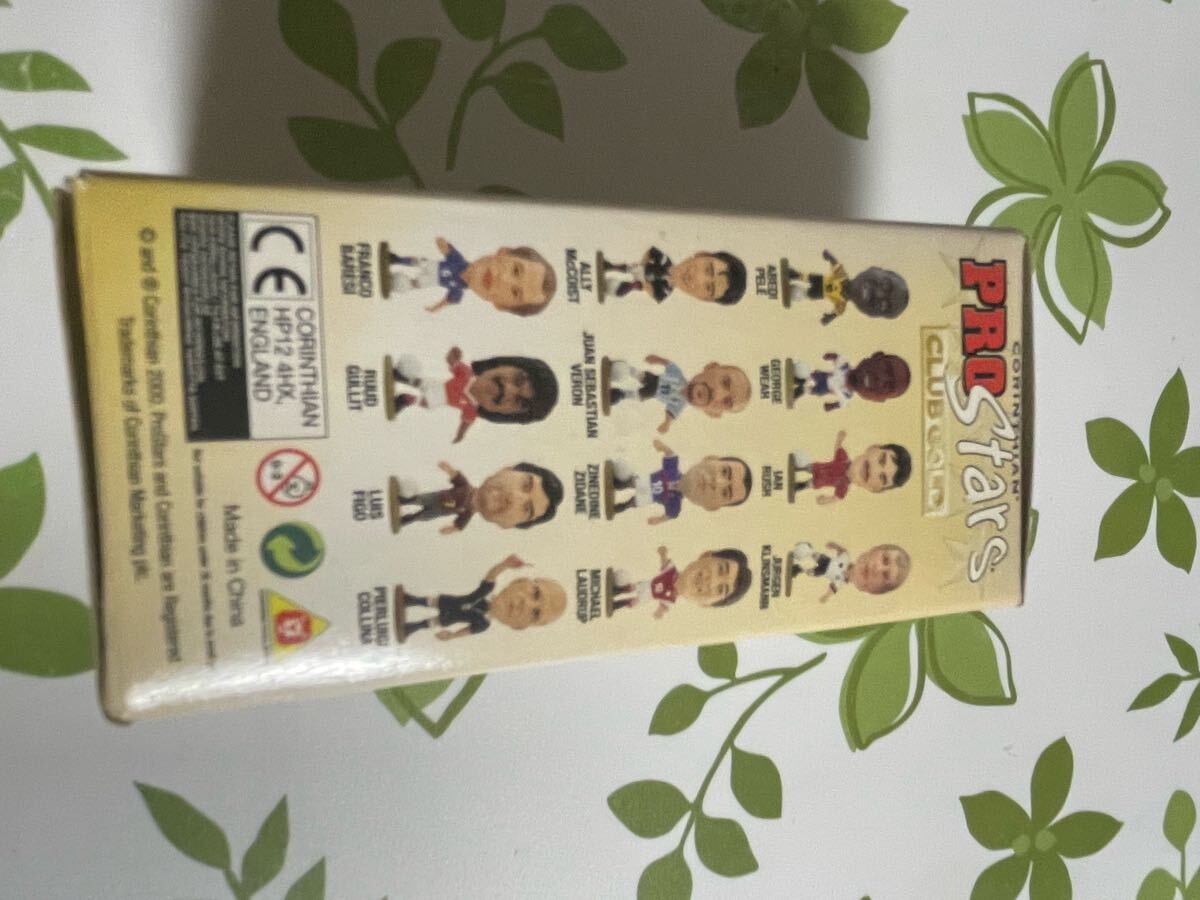 CORINTHIAN
PRO Stars
CLUB GOLD
ABEDI PELE
GEORGE WEAH
IAN RUSH
JURGEN KLINSMANN
ALLY McCOIST
JUAN SEBASTIAN VERON
ZINEDINE ZIDANE
MICHAEL LAUDRUP
FRANCO BARESI
RUUD GULLIT
LUIS FIGO
PIERLUIGI COLLINA
CE
CORINTHIAN
HP12 4HX,
ENGLAND
0-3
Made in China
© and ® Corinthian 2000. ProStars and Corinthian are Registered
Trademarks of Corinthian Marketing plc.